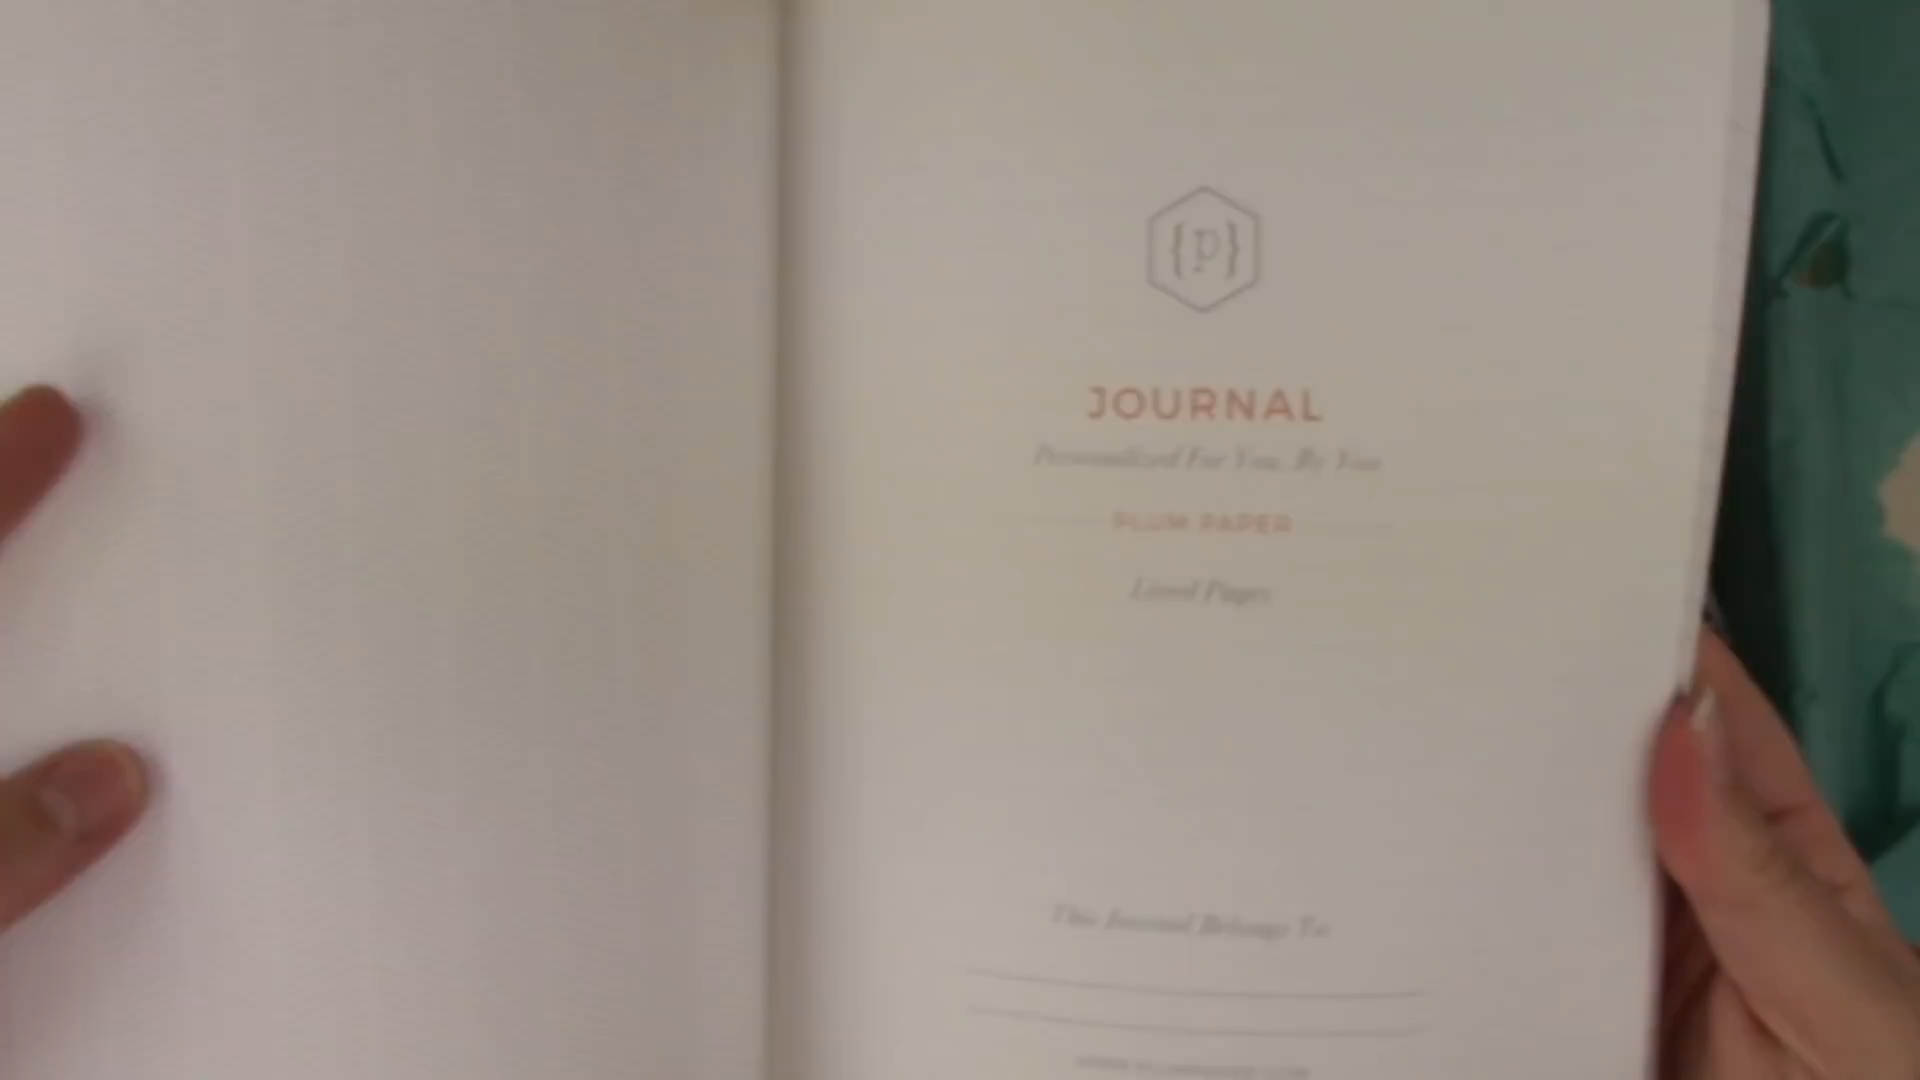 {p}
JOURNAL
Personalized For You, By You
PLUM PAPER
Lined Pages
This Journal Belongs To: